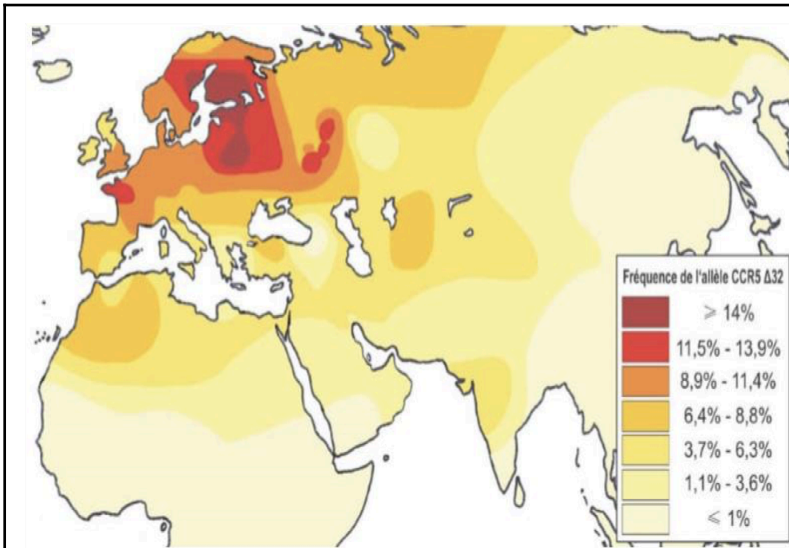 Fréquence de l'allèle CCR5 Δ32
⩾ 14%
11,5% - 13,9%
8,9% - 11,4%
6,4% - 8,8%
3,7% - 6,3%
1,1% - 3,6%
⩽ 1%